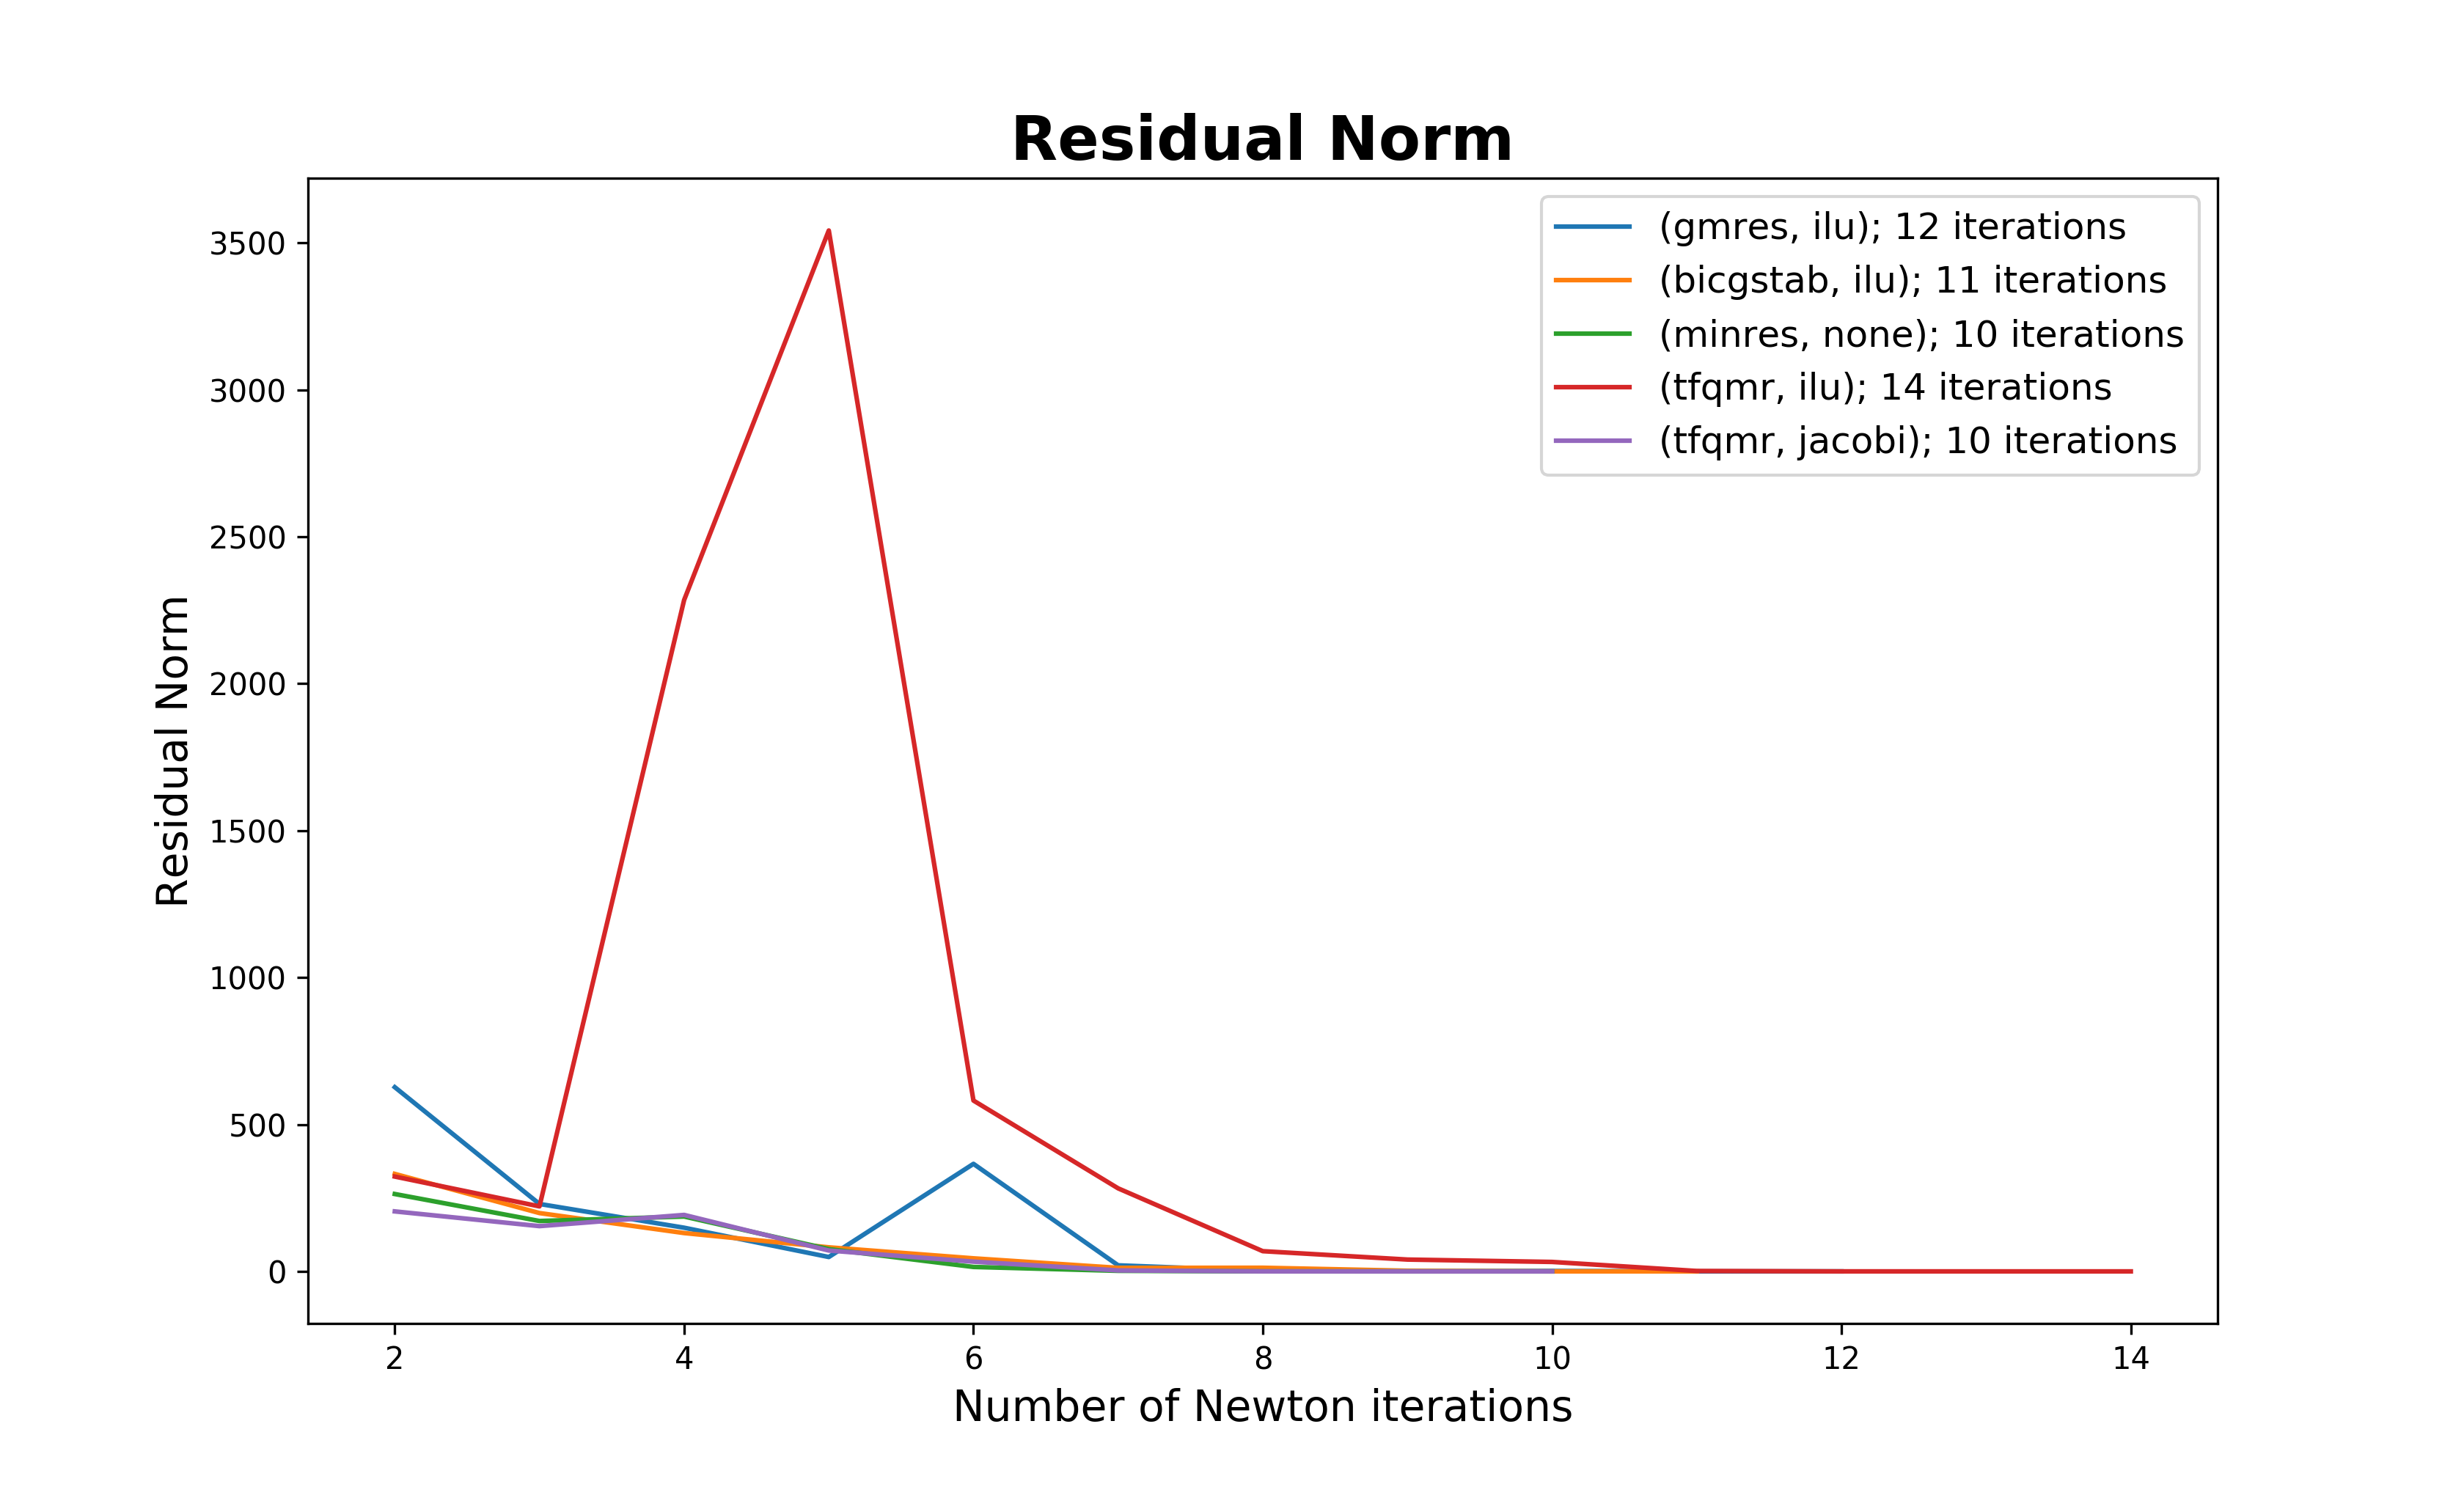 Residual Norm
3500
3000
2500
2000
1500
1000
500
0
Residual Norm
(gmres, ilu); 12 iterations
(bicgstab, ilu); 11 iterations
(minres, none); 10 iterations
(tfqmr, ilu); 14 iterations
(tfqmr, jacobi); 10 iterations
2 4 6 8 10 12 14
Number of Newton iterations